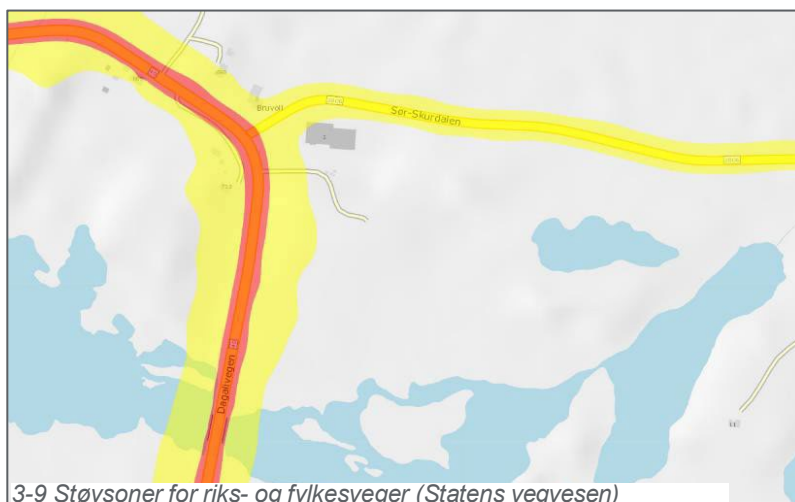 Bruvoll
Sør-Skurdalen
Dagalivegen
3-9 Støysoner for riks- og fylkesveger (Statens vegvesen)